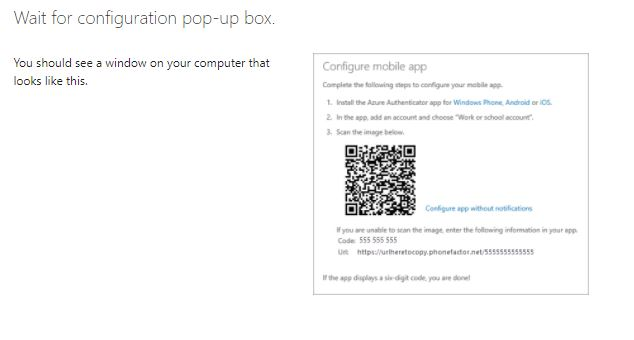 Wait for configuration pop-up box.
You should see a window on your computer that
looks like this.
Configure mobile app
Complete the following steps to configure your mobile app.
1. Install the Azure Authenticator app for Windows Phone, Android or iOS.
2. In the app, add an account and choose "Work or school account".
3. Scan the image below.
Configure app without notifications
If you are unable to scan the image, enter the following information in your app.
Code: 555 555 555
Url: https://urlheretocopy.phonefactor.net/5555555555555
If the app displays a six-digit code, you are done!